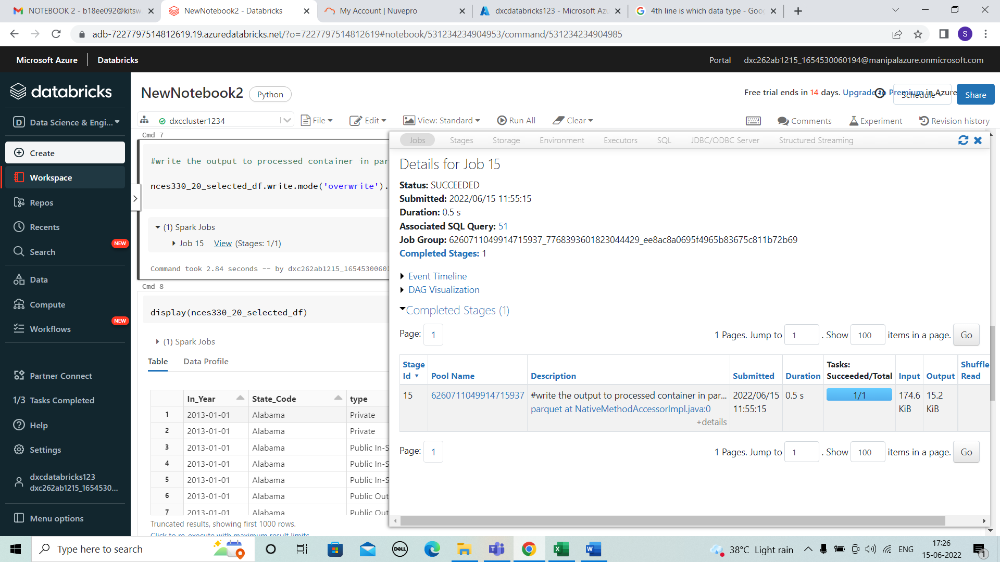 NOTEBOOK 2 - b18ee092@kitsw.
NewNotebook2 - Databricks
My Account | Nuvepro
dxcdatabricks123 - Microsoft Azu
4th line is which data type - Goo
adb-7227797514812619.19.azuredatabricks.net/?o=7227797514812619#notebook/531234234904953/command/531234234904985
S
Microsoft Azure
Databricks
Portal
dxc262ab1215_1654530060194@manipalazure.onmicrosoft.com
databricks
D Data Science & Engi...
Create
Workspace
Repos
Recents
NEW
Search
Data
Compute
NEW
Workflows
Partner Connect
1/3 Tasks Completed
Help
Settings
dxcdatabricks123
dxc262ab1215_1654530...
Menu options
NewNotebook2
Python
Free trial ends in 14 days. Upgrade to Premium in Azure
Schedule
Share
dxccluster1234
File
Edit
View: Standard
Run All
Clear
Comments
Experiment
Revision history
Cmd 7
#write the output to processed container in par
nces330_20_selected_df.write.mode('overwrite').
(1) Spark Jobs
Job 15 View (Stages: 1/1)
Command took 2.84 seconds -- by dxc262ab1215_1654530060
Cmd 8
display(nces330_20_selected_df)
(1) Spark Jobs
Table
Data Profile
In_Year State_Code type
1 2013-01-01 Alabama Private
2 2013-01-01 Alabama Private
3 2013-01-01 Alabama Public In-S
4 2013-01-01 Alabama Public In-S
5 2013-01-01 Alabama Public In-S
6 2013-01-01 Alabama Public Out
7 2013-01-01 Alabama Public Out
Truncated results, showing first 1000 rows.
Click to re-execute with maximum result limits
Jobs Stages Storage Environment Executors SQL JDBC/ODBC Server Structured Streaming
Details for Job 15
Status: SUCCEEDED
Submitted: 2022/06/15 11:55:15
Duration: 0.5 s
Associated SQL Query: 51
Job Group: 6260711049914715937_7768393601823044429_ee8ac8a0695f4965b83675c811b72b69
Completed Stages: 1
Event Timeline
DAG Visualization
Completed Stages (1)
Page: 1
1 Pages. Jump to 1 . Show 100 items in a page. Go
Stage Id Pool Name Description Submitted Duration Tasks: Succeeded/Total Input Output Shuffle Read
15 6260711049914715937 #write the output to processed container in par... 2022/06/15 0.5 s 1/1 174.6 15.2
parquet at NativeMethodAccessorImpl.java:0 11:55:15 KiB KiB
+details
Page: 1
1 Pages. Jump to 1 . Show 100 items in a page. Go
Type here to search
DELL
38°C Light rain
ENG
17:26
15-06-2022
1